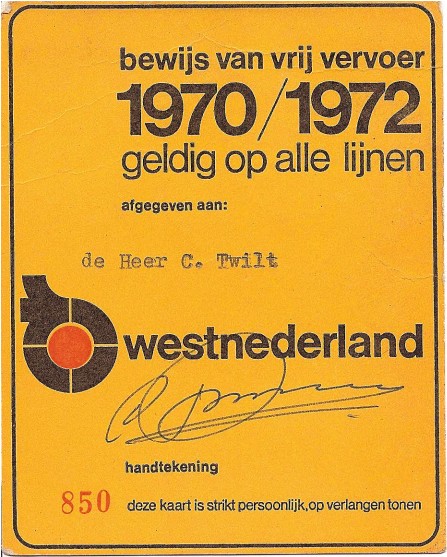 bewijs van vrij vervoer
1970/1972
geldig op alle lijnen
afgegeven aan:
de Heer C. Twilt
westnederland
handtekening
850 deze kaart is strikt persoonlijk, op verlangen tonen